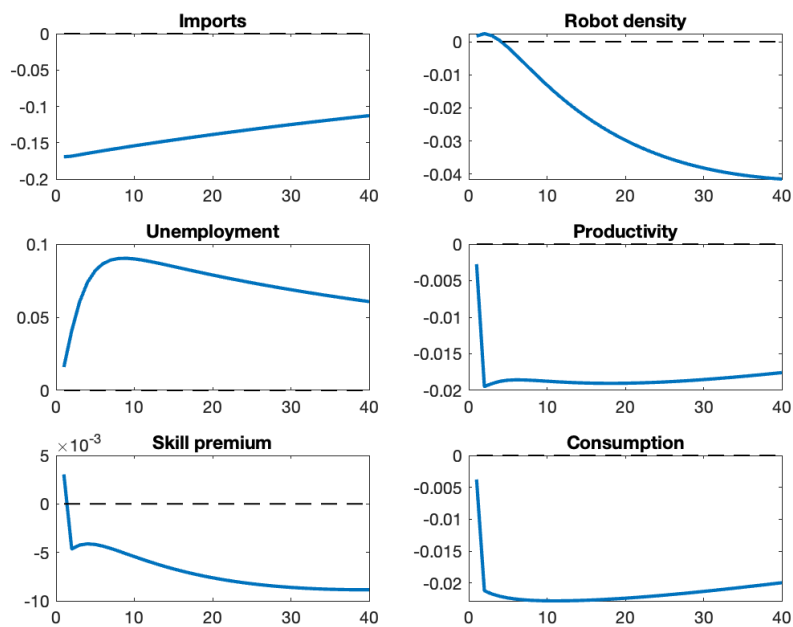 Imports
0
-0.05
-0.1
-0.15
-0.2
0 10 20 30 40
Robot density
0
-0.01
-0.02
-0.03
-0.04
0 10 20 30 40
Unemployment
0.1
0.05
0
0 10 20 30 40
Productivity
0
-0.005
-0.01
-0.015
-0.02
0 10 20 30 40
Skill premium
×10⁻³
5
0
-5
-10
0 10 20 30 40
Consumption
0
-0.005
-0.01
-0.015
-0.02
0 10 20 30 40